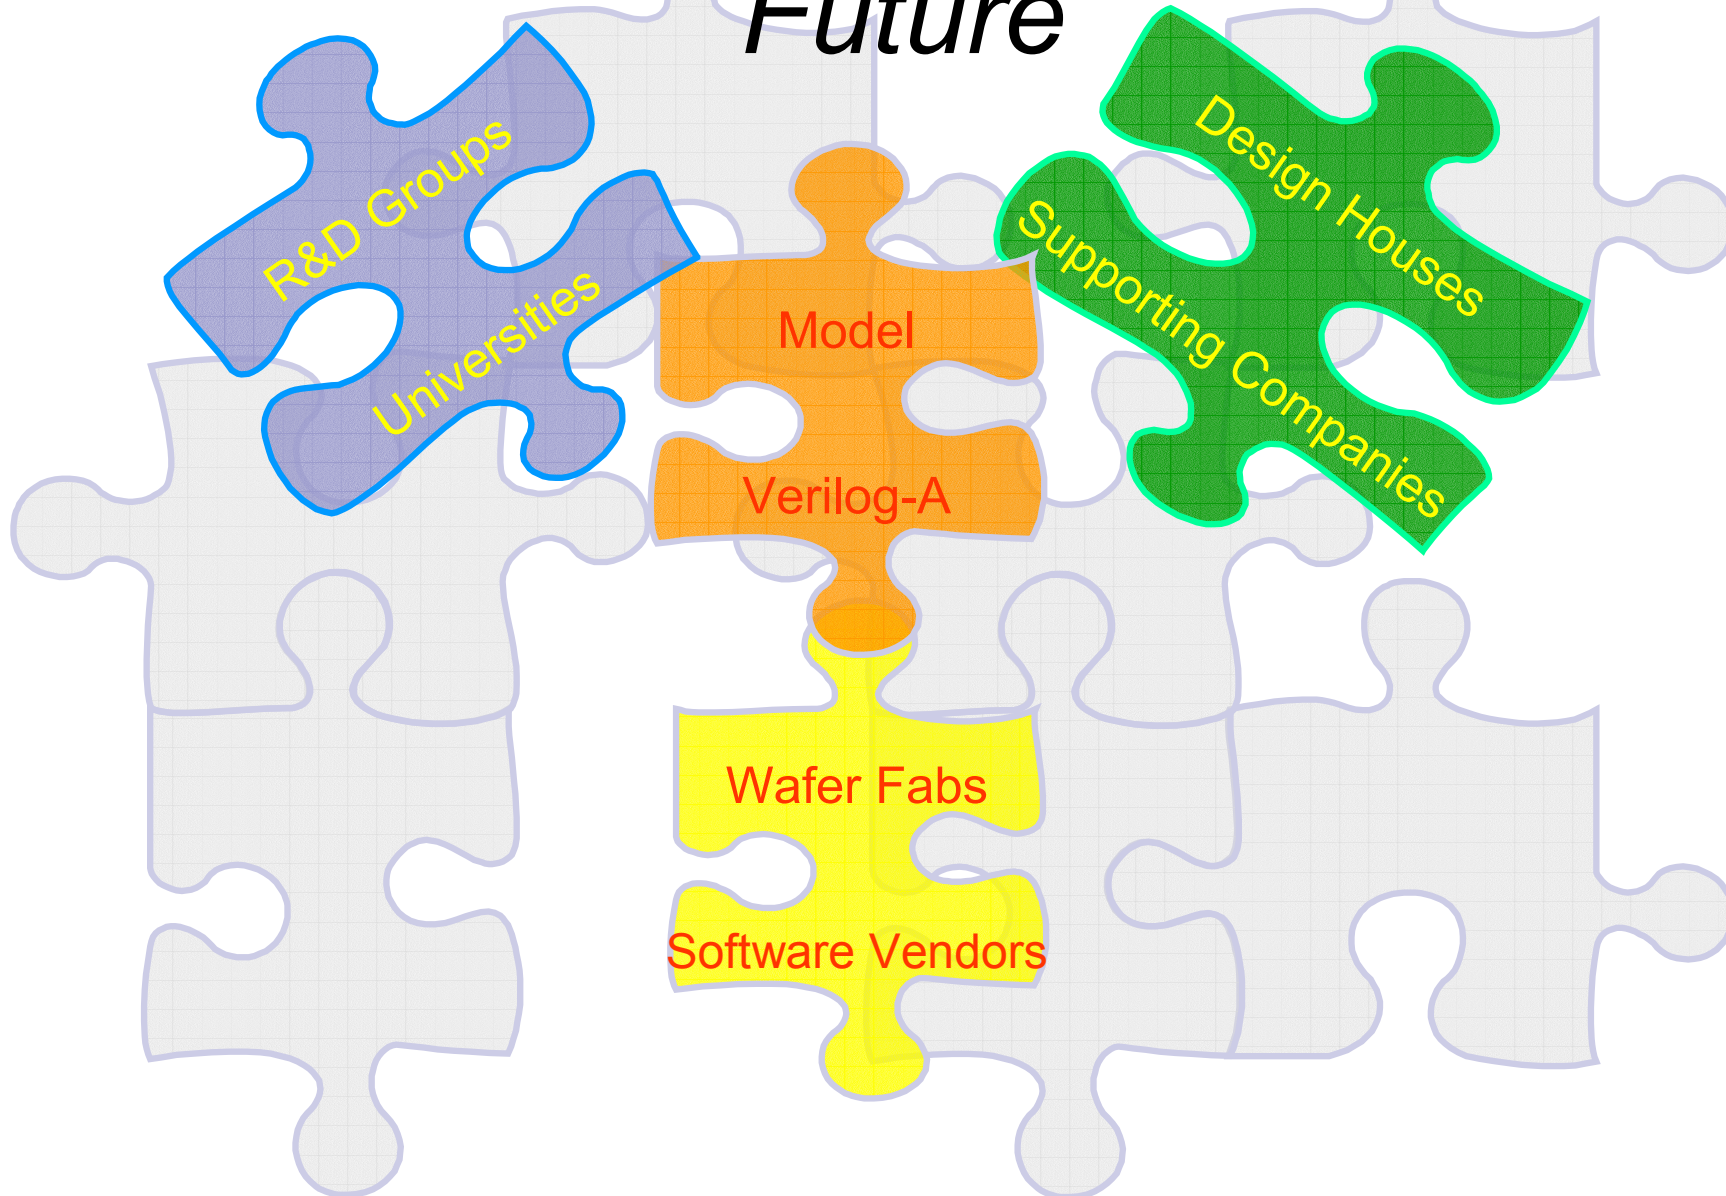 Future
R&D Groups
Universities
Model
Verilog-A
Design Houses
Supporting Companies
Wafer Fabs
Software Vendors